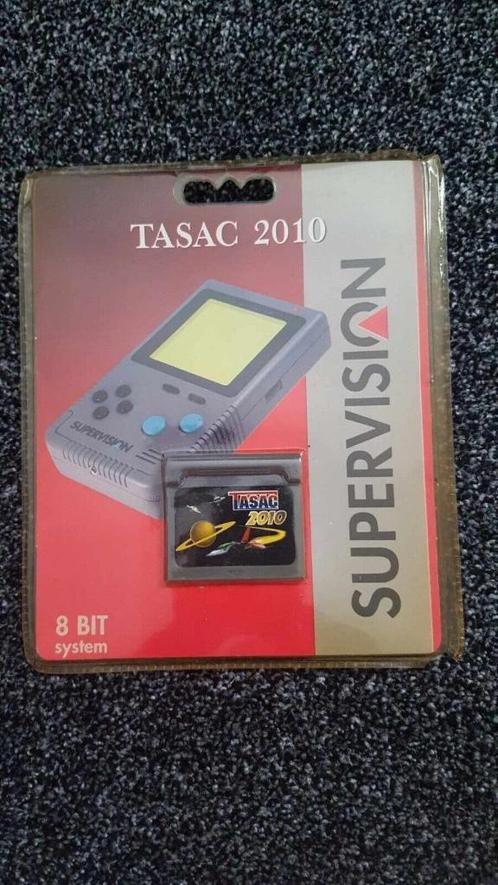 TASAC 2010
SUPERVISION
SUPERVISION
TASAC
2010
8 BIT
system